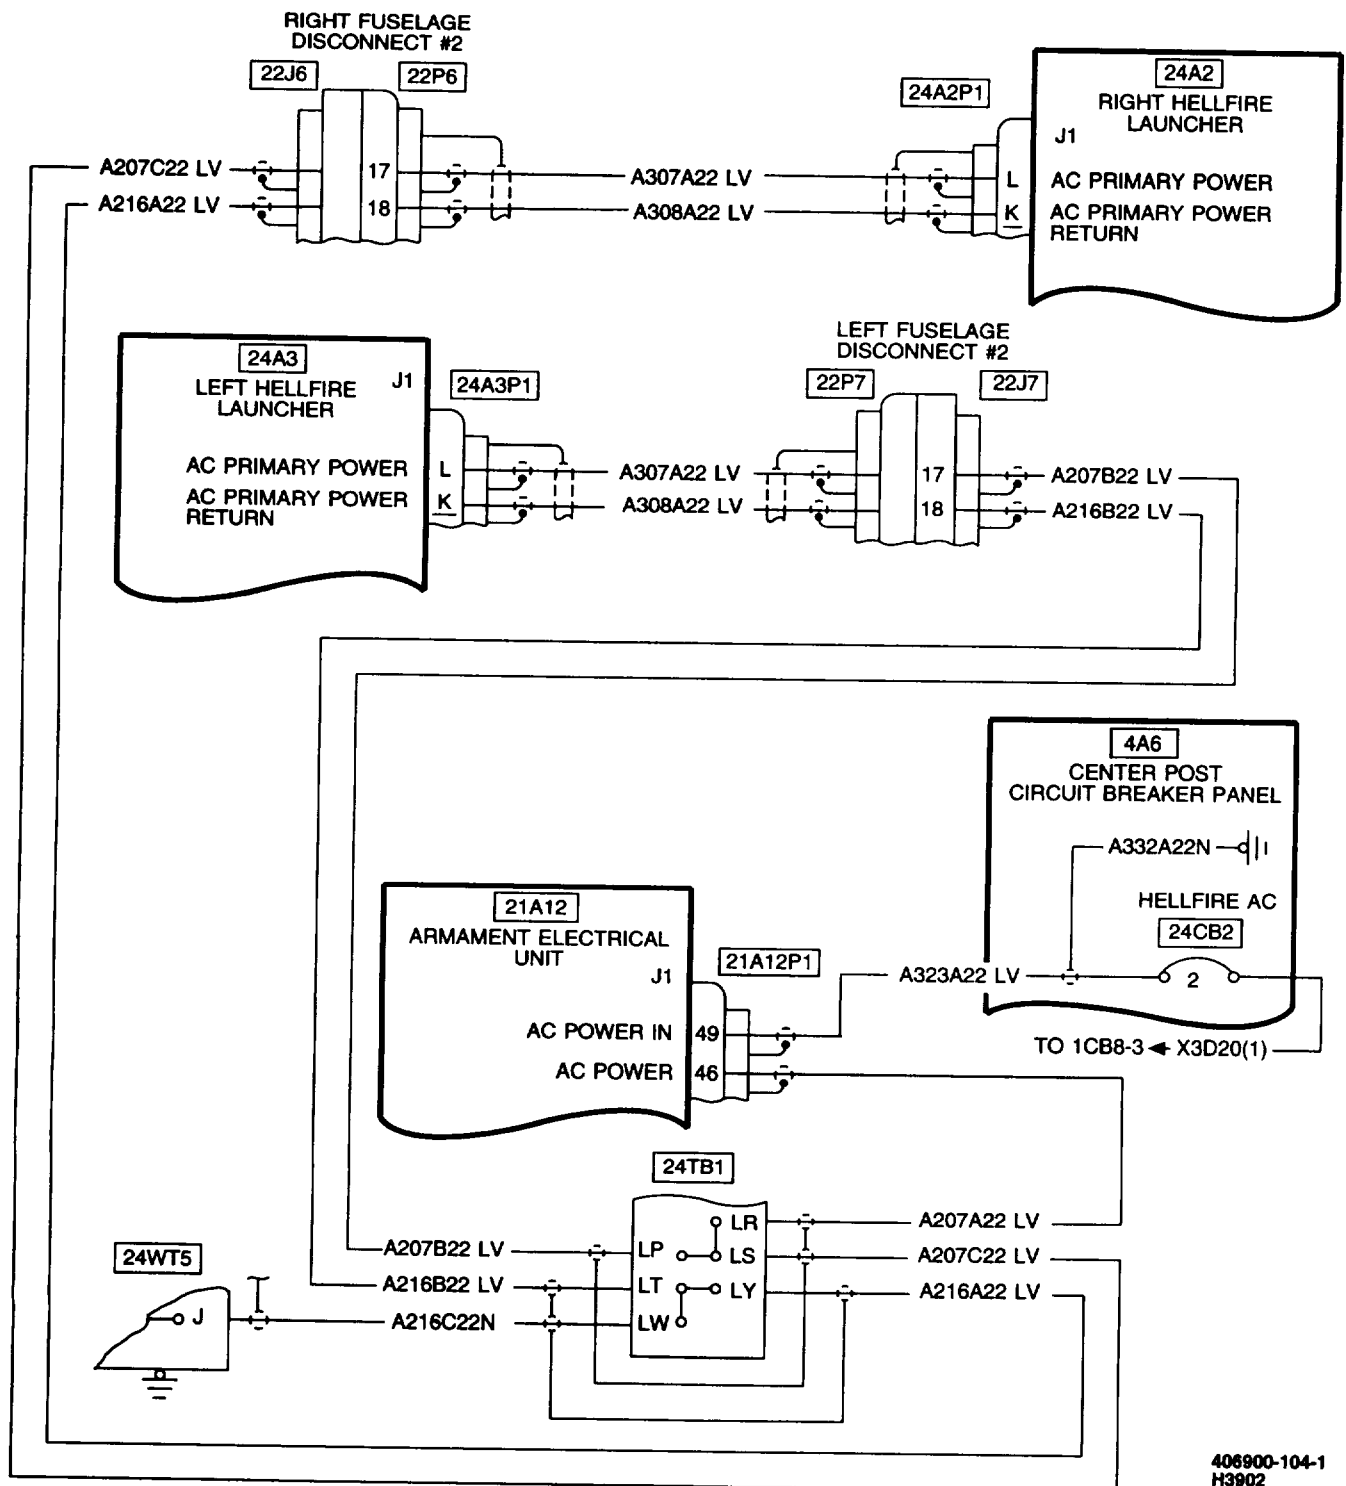 RIGHT FUSELAGE
DISCONNECT #2
22J6
22P6
24A2P1
24A2
RIGHT HELLFIRE
LAUNCHER
J1
A207C22 LV
17
A307A22 LV
L
AC PRIMARY POWER
A216A22 LV
18
A308A22 LV
K
AC PRIMARY POWER
RETURN
LEFT FUSELAGE
DISCONNECT #2
24A3
LEFT HELLFIRE
LAUNCHER
J1
24A3P1
22P7
22J7
AC PRIMARY POWER
L
A307A22 LV
17
A207B22 LV
AC PRIMARY POWER
RETURN
K
A308A22 LV
18
A216B22 LV
4A6
CENTER POST
CIRCUIT BREAKER PANEL
A332A22N
HELLFIRE AC
24CB2
2
21A12
ARMAMENT ELECTRICAL
UNIT
J1
21A12P1
A323A22 LV
AC POWER IN
49
TO 1CB8-3
X3D20(1)
AC POWER
46
24TB1
LR
A207A22 LV
A207B22 LV
LP
LS
A207C22 LV
24WT5
A216B22 LV
LT
LY
A216A22 LV
J
A216C22N
LW
406900-104-1
H3902